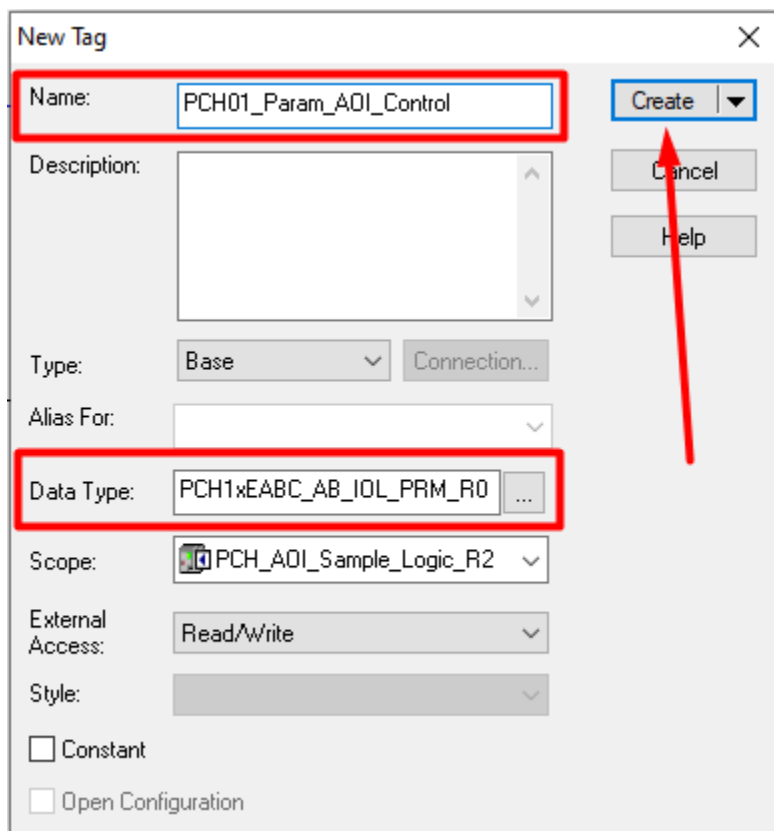 New Tag
Name: PCH01_Param_AOI_Control
Create
Description:
Cancel
Help
Type: Base Connection...
Alias For:
Data Type: PCH1xEABC_AB_IOL_PRM_R0 ...
Scope: PCH_AOI_Sample_Logic_R2
External
Access: Read/Write
Style:
Constant
Open Configuration